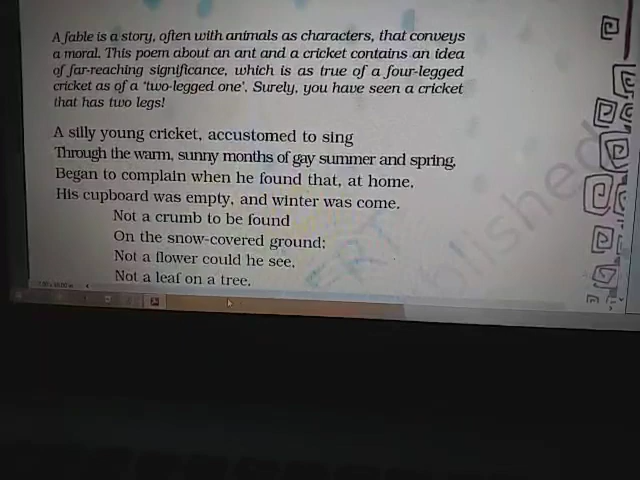 A fable is a story, often with animals as characters, that conveys
a moral. This poem about an ant and a cricket contains an idea
of far-reaching significance, which is as true of a four-legged
cricket as of a ‘two-legged one’. Surely, you have seen a cricket
that has two legs!
A silly young cricket, accustomed to sing
Through the warm, sunny months of gay summer and spring,
Began to complain when he found that, at home,
His cupboard was empty, and winter was come.
Not a crumb to be found
On the snow-covered ground;
Not a flower could he see,
Not a leaf on a tree.